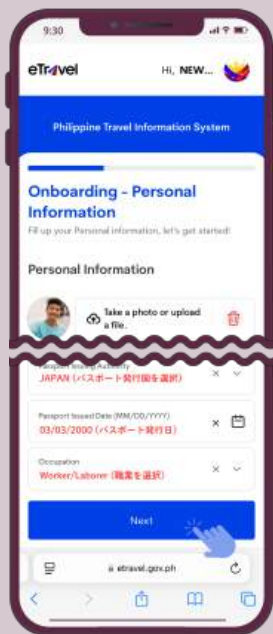 9:30
eTravel
Hi, NEW...
Philippine Travel Information System
Onboarding - Personal
Information
Fill up your Personal information, let's get started!
Personal Information
Take a photo or upload
a file.
Passport Issuing Authority
JAPAN (パスポート発行国を選択)
Passport Issued Date (MM/DD/YYYY)
03/03/2000 (パスポート発行日)
Occupation
Worker/Laborer (職業を選択)
Next
etravel.gov.ph